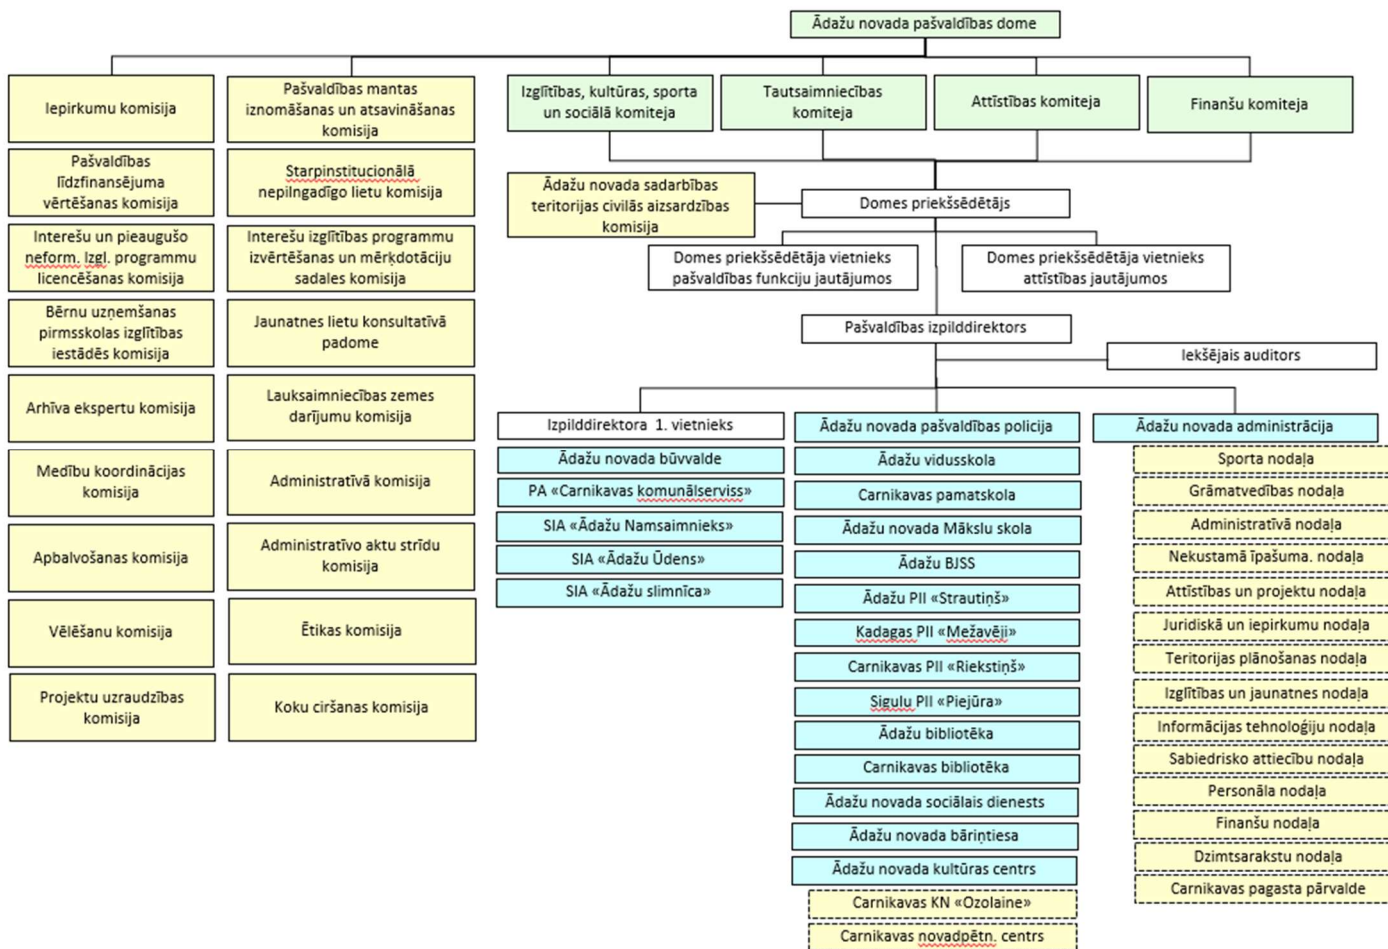 Ādažu novada pašvaldības dome
Iepirkumu komisija
Pašvaldības mantas
iznomāšanas un atsavināšanas
komisija
Izglītības, kultūras, sporta
un sociālā komiteja
Tautsaimniecības
komiteja
Attīstības komiteja
Finanšu komiteja
Pašvaldības
līdzfinansējuma
vērtēšanas komisija
Starpinstitucionālā
nepilngadīgo lietu komisija
Ādažu novada sadarbības
teritorijas civilās aizsardzības
komisija
Domes priekšsēdētājs
Interešu un pieaugušo
neform. Izgl. programmu
licencēšanas komisija
Interešu izglītības programmu
izvērtēšanas un mērķdotāciju
sadales komisija
Domes priekšsēdētāja vietnieks
pašvaldības funkciju jautājumos
Domes priekšsēdētāja vietnieks
attīstības jautājumos
Bērnu uzņemšanas
pirmsskolas izglītības
iestādēs komisija
Jaunatnes lietu konsultatīvā
padome
Pašvaldības izpilddirektors
Iekšējais auditors
Arhīva ekspertu komisija
Lauksaimniecības zemes
darījumu komisija
Medību koordinācijas
komisija
Administratīvā komisija
Apbalvošanas komisija
Administratīvo aktu strīdu
komisija
Vēlēšanu komisija
Ētikas komisija
Projektu uzraudzības
komisija
Koku ciršanas komisija
Izpilddirektora 1. vietnieks
Ādažu novada būvvalde
PA «Carnikavas komunālserviss»
SIA «Ādažu Namsaimnieks»
SIA «Ādažu Ūdens»
SIA «Ādažu slimnīca»
Ādažu novada pašvaldības policija
Ādažu vidusskola
Carnikavas pamatskola
Ādažu novada Mākslu skola
Ādažu BJSS
Ādažu PII «Strautiņš»
Kadagas PII «Mežavēji»
Carnikavas PII «Riekstiņš»
Siguļu PII «Piejūra»
Ādažu bibliotēka
Carnikavas bibliotēka
Ādažu novada sociālais dienests
Ādažu novada bāriņtiesa
Ādažu novada kultūras centrs
Carnikavas KN «Ozolaine»
Carnikavas novadpētn. centrs
Ādažu novada administrācija
Sporta nodaļa
Grāmatvedības nodaļa
Administratīvā nodaļa
Nekustamā īpašuma. nodaļa
Attīstības un projektu nodaļa
Juridiskā un iepirkumu nodaļa
Teritorijas plānošanas nodaļa
Izglītības un jaunatnes nodaļa
Informācijas tehnoloģiju nodaļa
Sabiedrisko attiecību nodaļa
Personāla nodaļa
Finanšu nodaļa
Dzimtsarakstu nodaļa
Carnikavas pagasta pārvalde